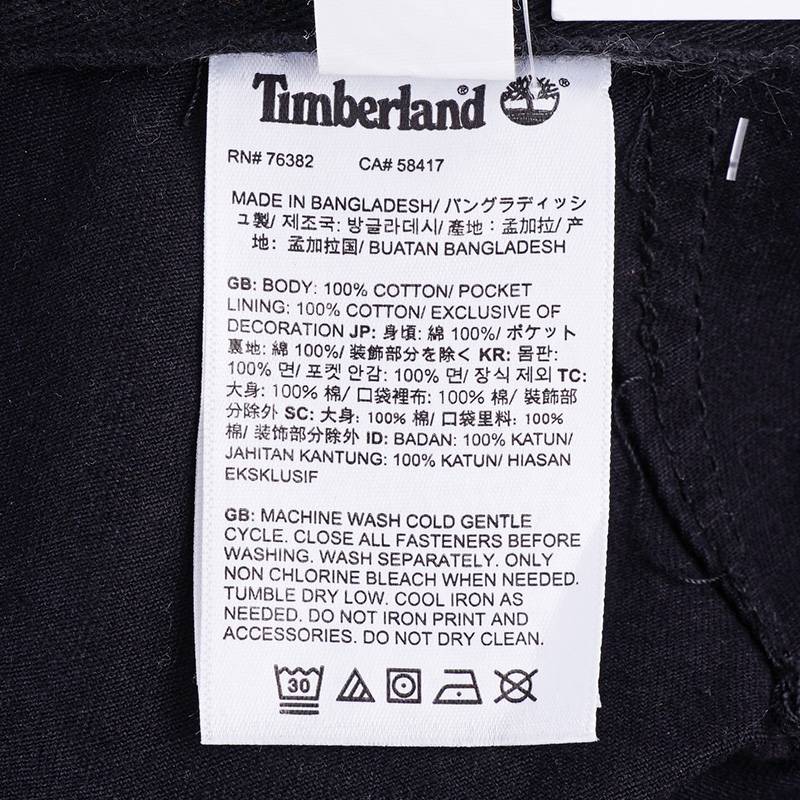 Timberland®
®
RN# 76382 CA# 58417
MADE IN BANGLADESH/ バングラディッシ
ュ製/ 제조국: 방글라데시/ 產地：孟加拉/ 产
地：孟加拉国/ BUATAN BANGLADESH
GB: BODY: 100% COTTON/ POCKET
LINING: 100% COTTON/ EXCLUSIVE OF
DECORATION JP: 身頃: 綿 100%/ ポケット
裏地: 綿 100%/ 装飾部分を除く KR: 몸판:
100% 면/ 포켓 안감: 100% 면/ 장식 제외 TC:
大身: 100% 棉/ 口袋裡布: 100% 棉/ 裝飾部
分除外 SC: 大身: 100% 棉/ 口袋里料: 100%
棉/ 装饰部分除外 ID: BADAN: 100% KATUN/
JAHITAN KANTUNG: 100% KATUN/ HIASAN
EKSKLUSIF
GB: MACHINE WASH COLD GENTLE
CYCLE. CLOSE ALL FASTENERS BEFORE
WASHING. WASH SEPARATELY. ONLY
NON CHLORINE BLEACH WHEN NEEDED.
TUMBLE DRY LOW. COOL IRON AS
NEEDED. DO NOT IRON PRINT AND
ACCESSORIES. DO NOT DRY CLEAN.
30